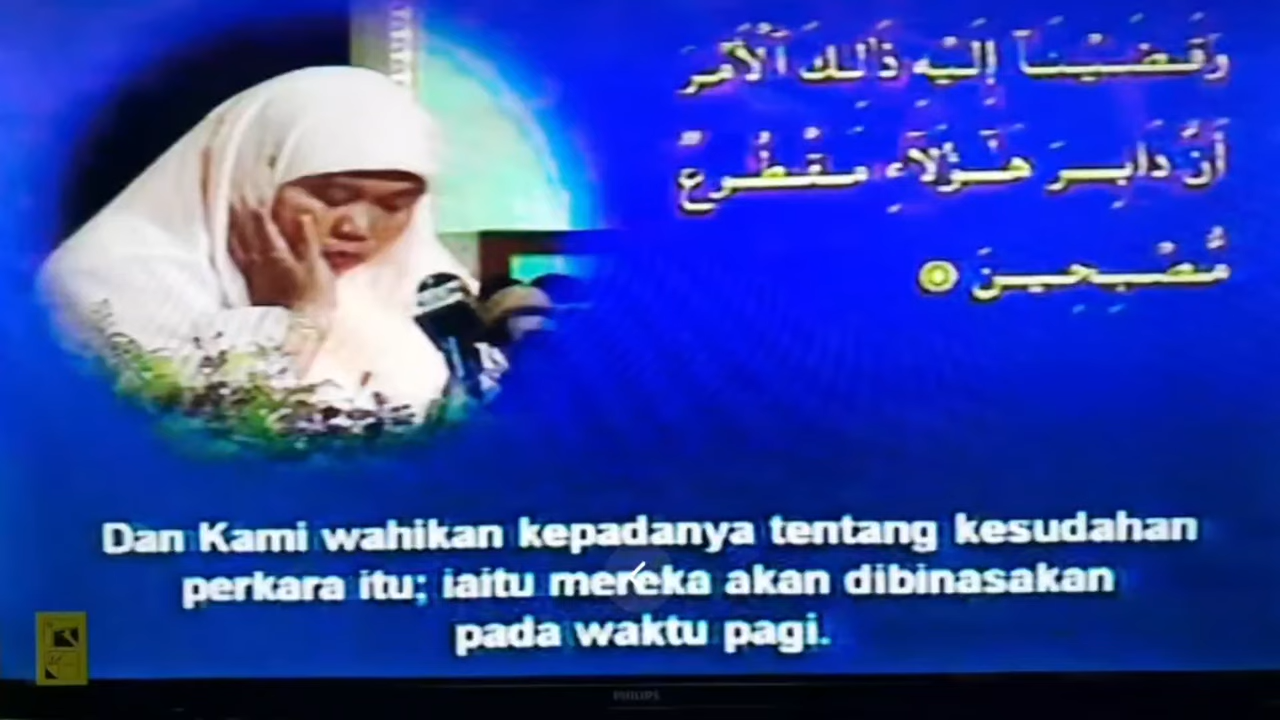 وَقَضَيْنَآ إِلَيْهِ ذَٰلِكَ ٱلْأَمْرَ
أَنَّ دَابِرَ هَٰٓؤُلَآءِ مَقْطُوعٌ
مُّصْبِحِينَ
Dan Kami wahikan kepadanya tentang kesudahan
perkara itu; iaitu mereka akan dibinasakan
pada waktu pagi.
PHILIPS